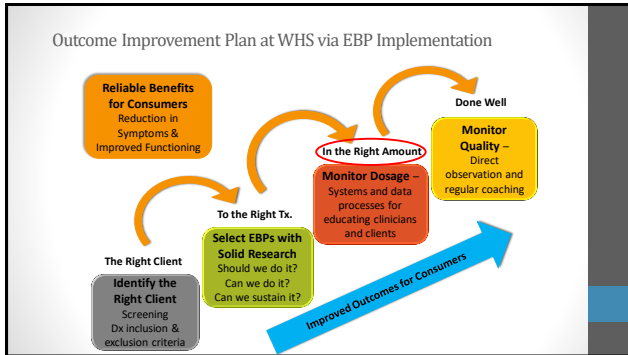 Outcome Improvement Plan at WHS via EBP Implementation
Reliable Benefits
for Consumers
Reduction in
Symptoms &
Improved Functioning
The Right Client
Identify the
Right Client
Screening
Dx inclusion &
exclusion criteria
To the Right Tx.
Select EBPs with
Solid Research
Should we do it?
Can we do it?
Can we sustain it?
In the Right Amount
Monitor Dosage –
Systems and data
processes for
educating clinicians
and clients
Done Well
Monitor
Quality –
Direct
observation and
regular coaching
Improved Outcomes for Consumers